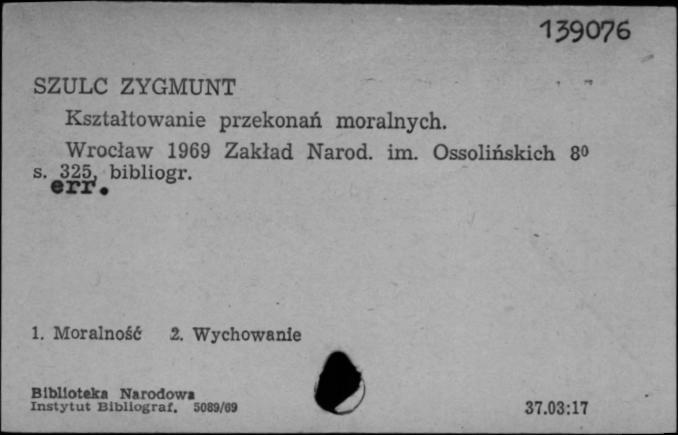 139076
SZULC ZYGMUNT
Kształtowanie przekonań moralnych.
Wrocław 1969 Zakład Narod. im. Ossolińskich 8⁰
s. 325, bibliogr.
err.
1. Moralność 2. Wychowanie
Biblioteka Narodowa
Instytut Bibliograf. 5089/69
37.03:17